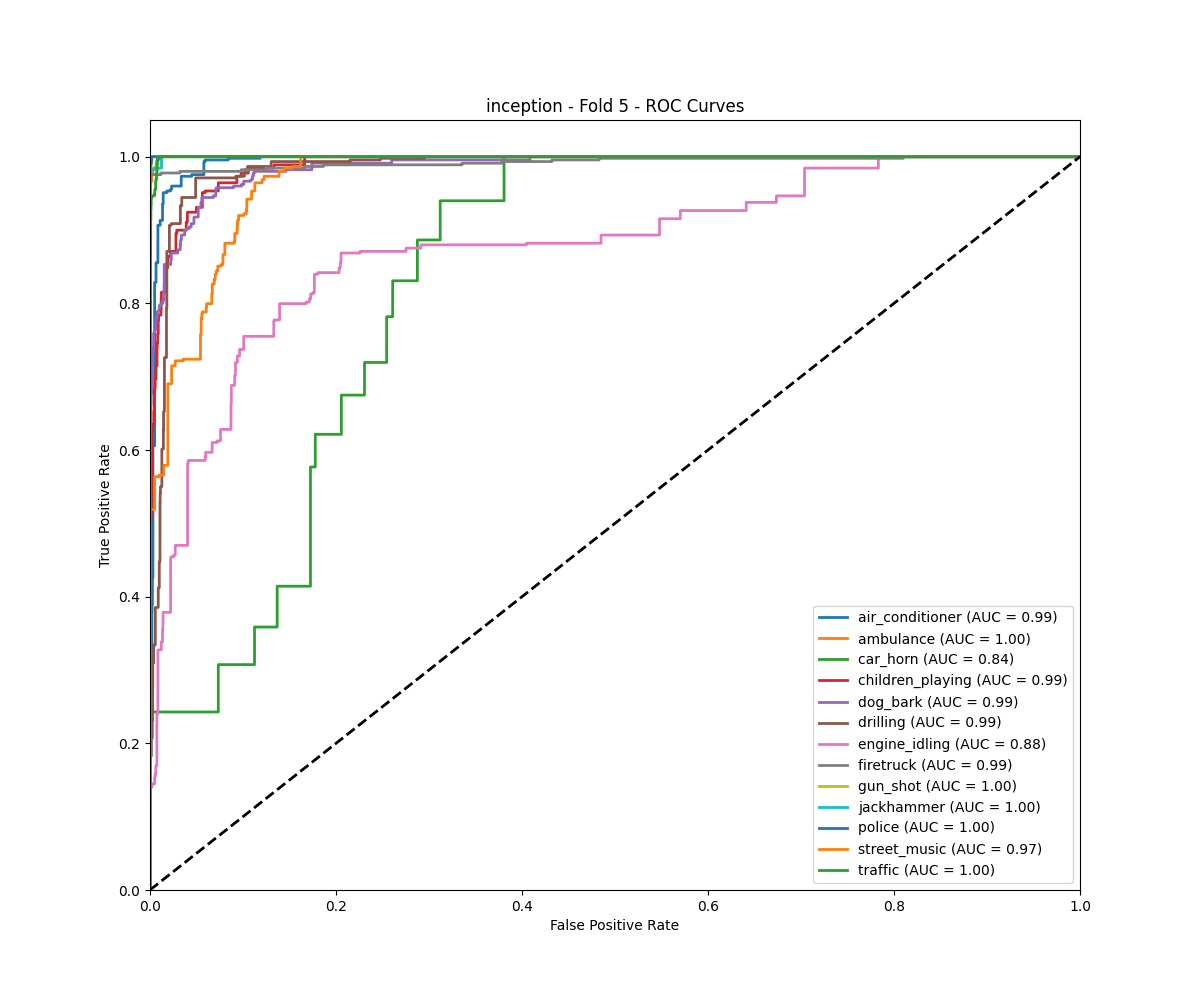 inception - Fold 5 - ROC Curves
1.0
0.8
0.6
0.4
0.2
0.0
True Positive Rate
0.0 0.2 0.4 0.6 0.8 1.0
False Positive Rate
air_conditioner (AUC = 0.99)
ambulance (AUC = 1.00)
car_horn (AUC = 0.84)
children_playing (AUC = 0.99)
dog_bark (AUC = 0.99)
drilling (AUC = 0.99)
engine_idling (AUC = 0.88)
firetruck (AUC = 0.99)
gun_shot (AUC = 1.00)
jackhammer (AUC = 1.00)
police (AUC = 1.00)
street_music (AUC = 0.97)
traffic (AUC = 1.00)